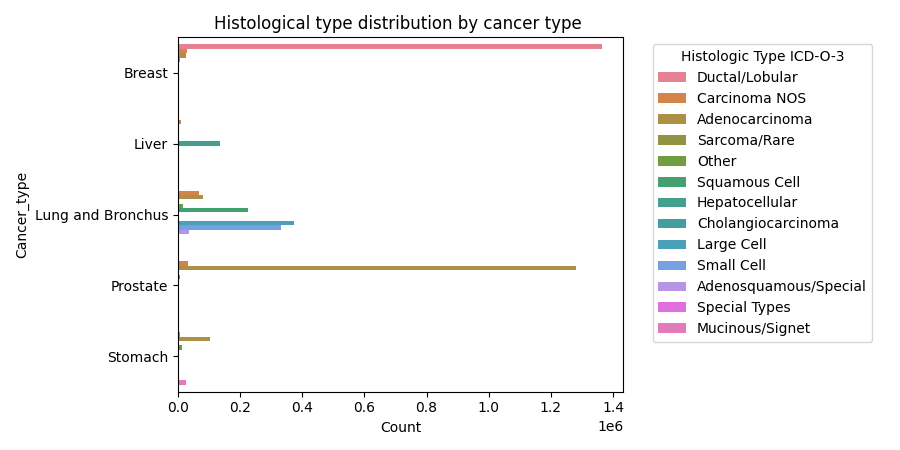 Histological type distribution by cancer type
Cancer_type
Breast
Liver
Lung and Bronchus
Prostate
Stomach
0.0 0.2 0.4 0.6 0.8 1.0 1.2 1.4
1e6
Count
Histologic Type ICD-O-3
Ductal/Lobular
Carcinoma NOS
Adenocarcinoma
Sarcoma/Rare
Other
Squamous Cell
Hepatocellular
Cholangiocarcinoma
Large Cell
Small Cell
Adenosquamous/Special
Special Types
Mucinous/Signet